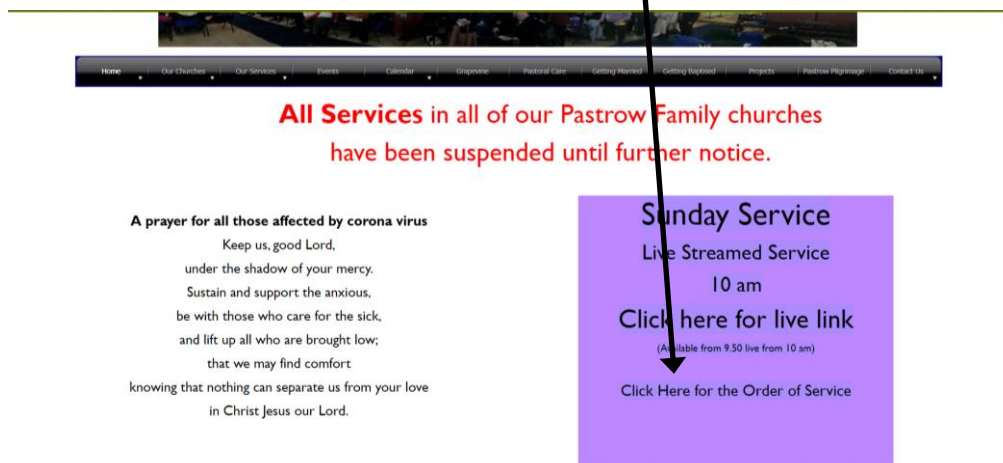 Home Our Churches Our Services Events Calendar Grapevine Pastoral Care Getting Married Getting Baptised Projects Pastrow Pilgrimage Contact Us
All Services in all of our Pastrow Family churches
have been suspended until further notice.
A prayer for all those affected by corona virus
Keep us, good Lord,
under the shadow of your mercy.
Sustain and support the anxious,
be with those who care for the sick,
and lift up all who are brought low;
that we may find comfort
knowing that nothing can separate us from your love
in Christ Jesus our Lord.
Sunday Service
Live Streamed Service
10 am
Click here for live link
(Available from 9.50 live from 10 am)
Click Here for the Order of Service